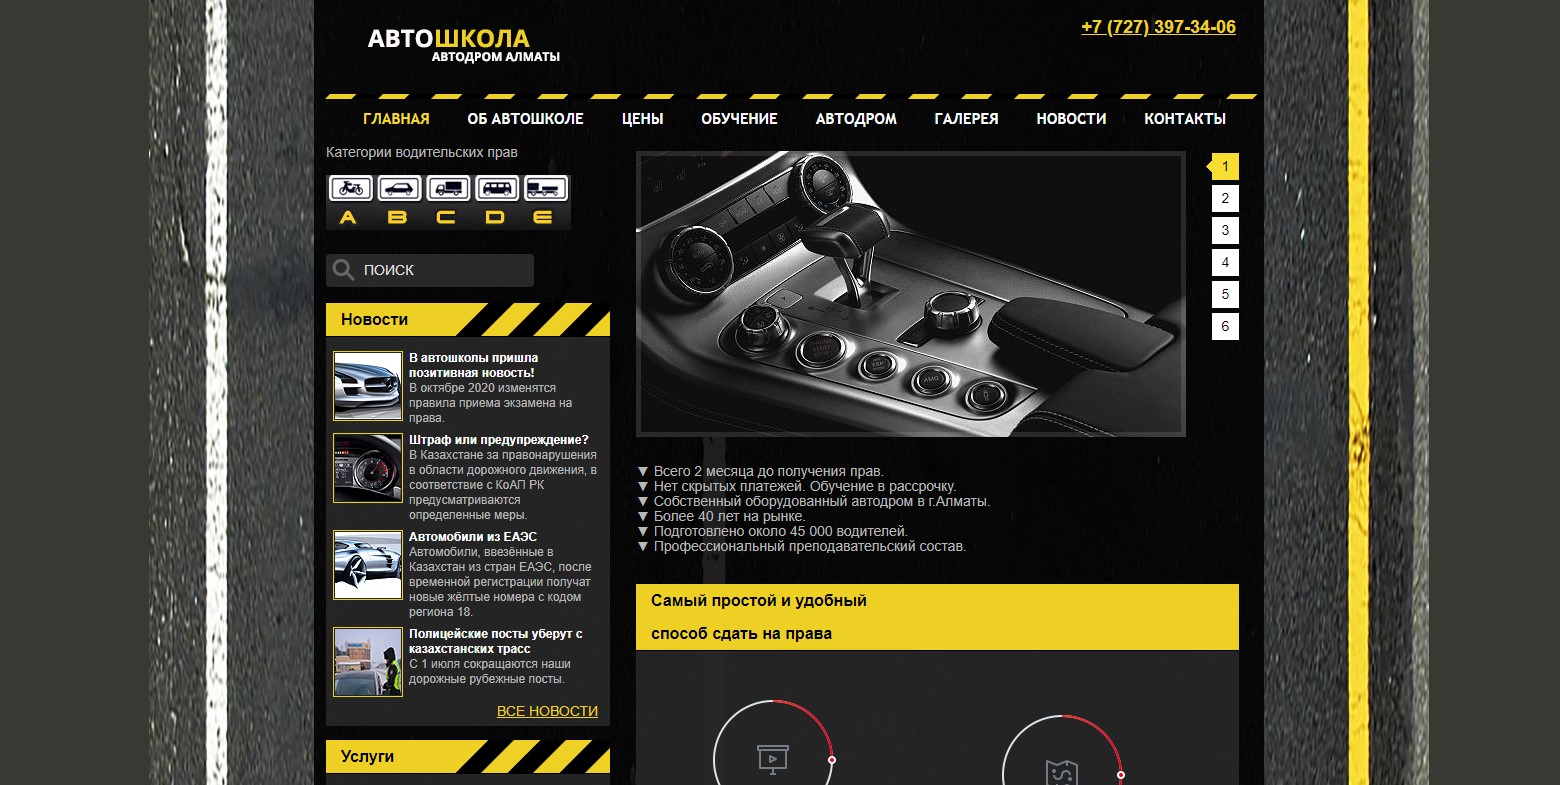 АВТОШКОЛА
АВТОДРОМ АЛМАТЫ
+7 (727) 397-34-06
ГЛАВНАЯ ОБ АВТОШКОЛЕ ЦЕНЫ ОБУЧЕНИЕ АВТОДРОМ ГАЛЕРЕЯ НОВОСТИ КОНТАКТЫ
Категории водительских прав
A B C D E
ПОИСК
Новости
В автошколы пришла
позитивная новость!
В октябре 2020 изменятся
правила приема экзамена на
права.
Штраф или предупреждение?
В Казахстане за правонарушения
в области дорожного движения, в
соответствие с КоАП РК
предусматриваются
определенные меры.
Автомобили из ЕАЭС
Автомобили, ввезённые в
Казахстан из стран ЕАЭС, после
временной регистрации получат
новые жёлтые номера с кодом
региона 18.
Полицейские посты уберут с
казахстанских трасс
С 1 июля сокращаются наши
дорожные рубежные посты.
ВСЕ НОВОСТИ
Услуги
1
2
3
4
5
6
▼ Всего 2 месяца до получения прав.
▼ Нет скрытых платежей. Обучение в рассрочку.
▼ Собственный оборудованный автодром в г.Алматы.
▼ Более 40 лет на рынке.
▼ Подготовлено около 45 000 водителей.
▼ Профессиональный преподавательский состав.
Самый простой и удобный
способ сдать на права